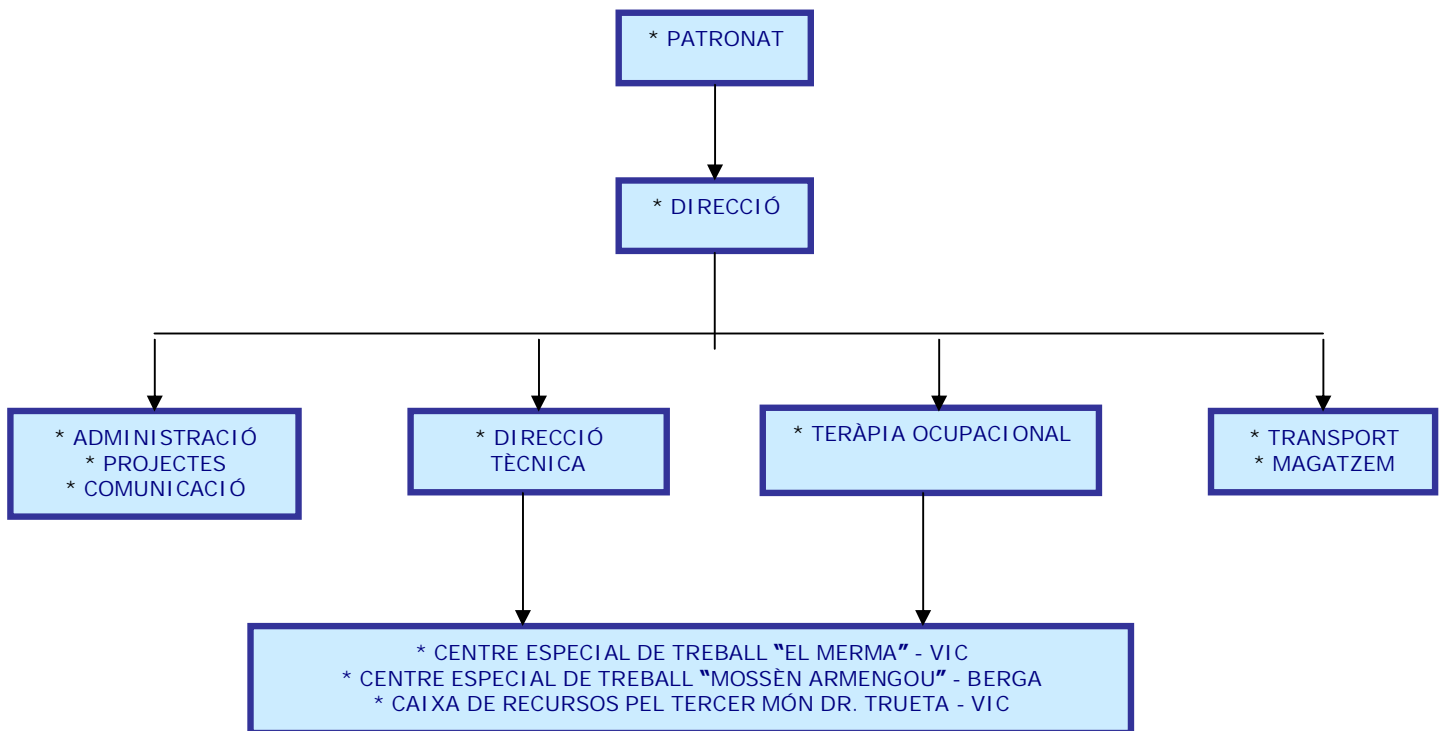 * PATRONAT
* DIRECCIÓ
* ADMINISTRACIÓ
* PROJECTES
* COMUNICACIÓ
* DIRECCIÓ
TÈCNICA
* TERÀPIA OCUPACIONAL
* TRANSPORT
* MAGATZEM
* CENTRE ESPECIAL DE TREBALL "EL MERMA" - VIC
* CENTRE ESPECIAL DE TREBALL "MOSSÈN ARMENGOU" - BERGA
* CAIXA DE RECURSOS PEL TERCER MÓN DR. TRUETA - VIC